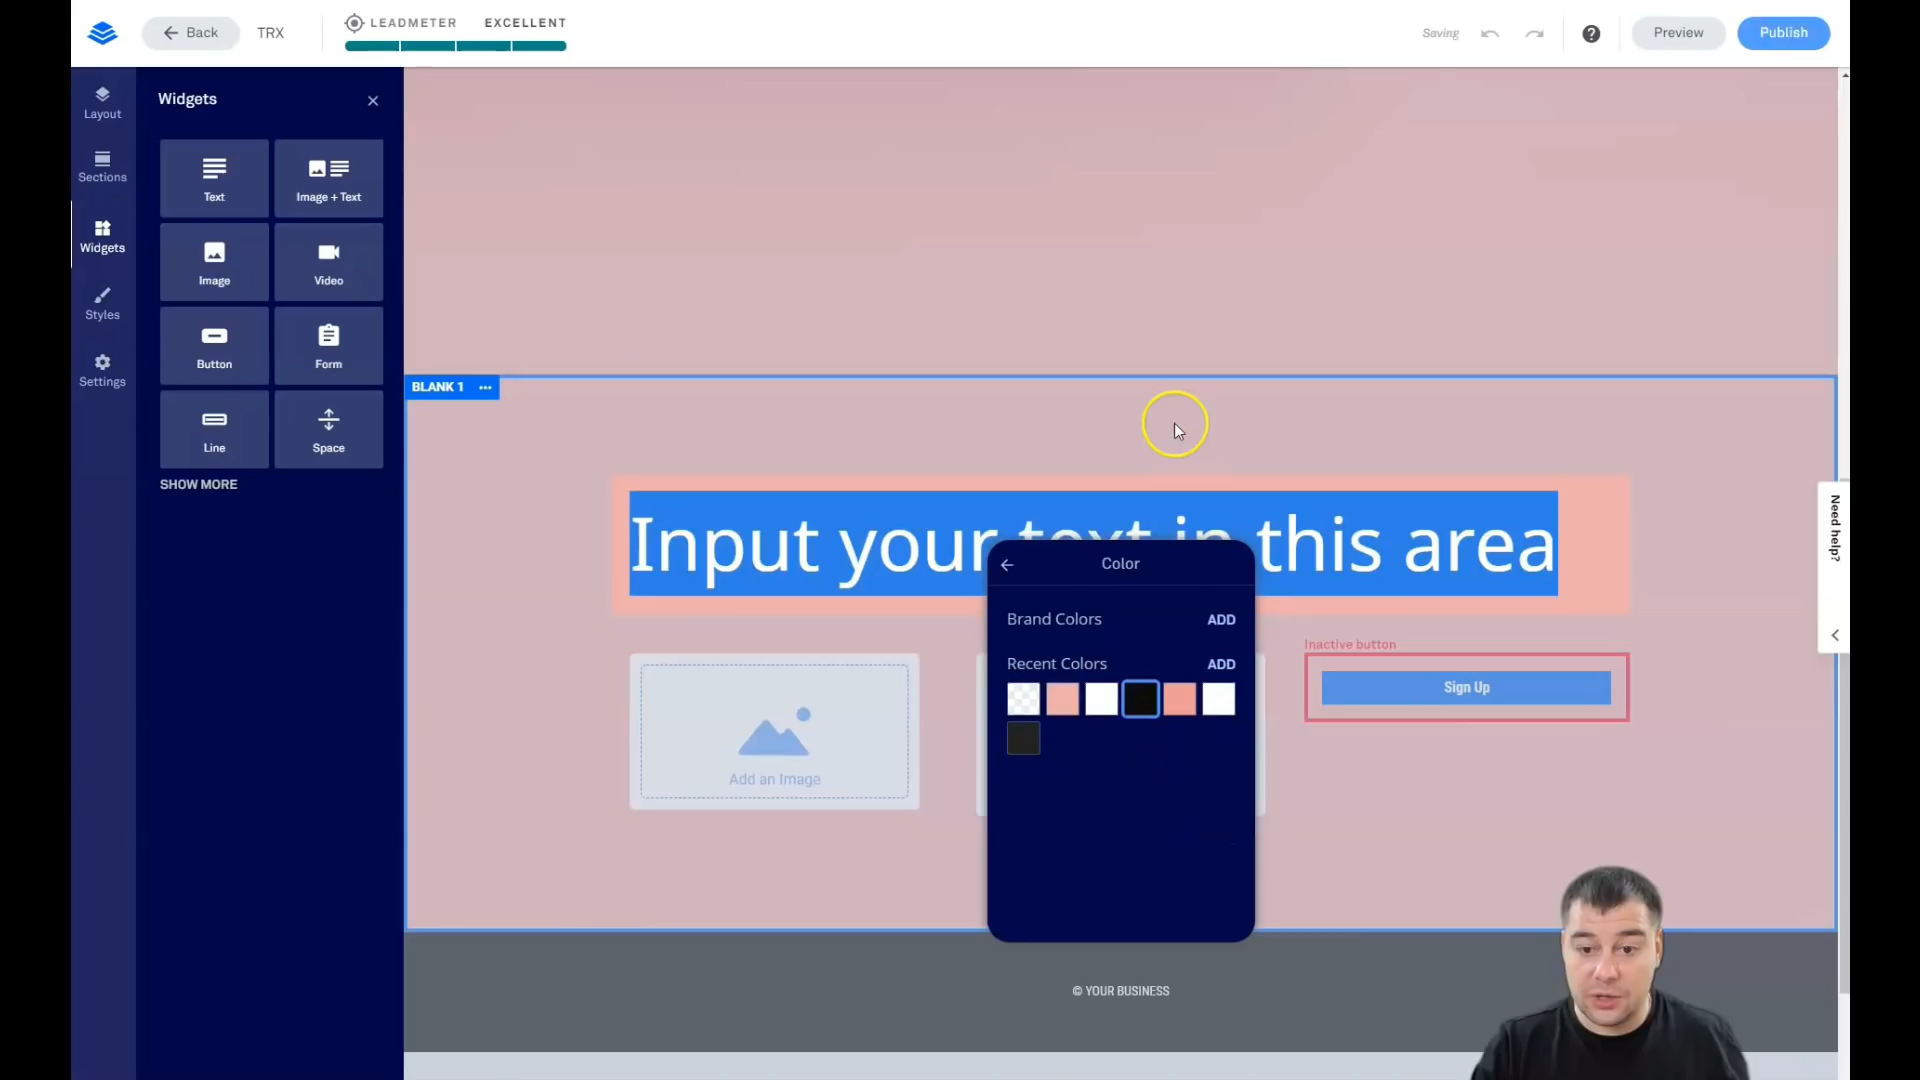 Back
TRX
LEADMETER EXCELLENT
Saving
Preview
Publish
Layout
Sections
Widgets
Styles
Settings
Widgets
Text
Image + Text
Image
Video
Button
Form
Line
Space
SHOW MORE
BLANK 1
Input your text in this area
Color
Brand Colors ADD
Recent Colors ADD
Add an Image
Inactive button
Sign Up
© YOUR BUSINESS
Need help?